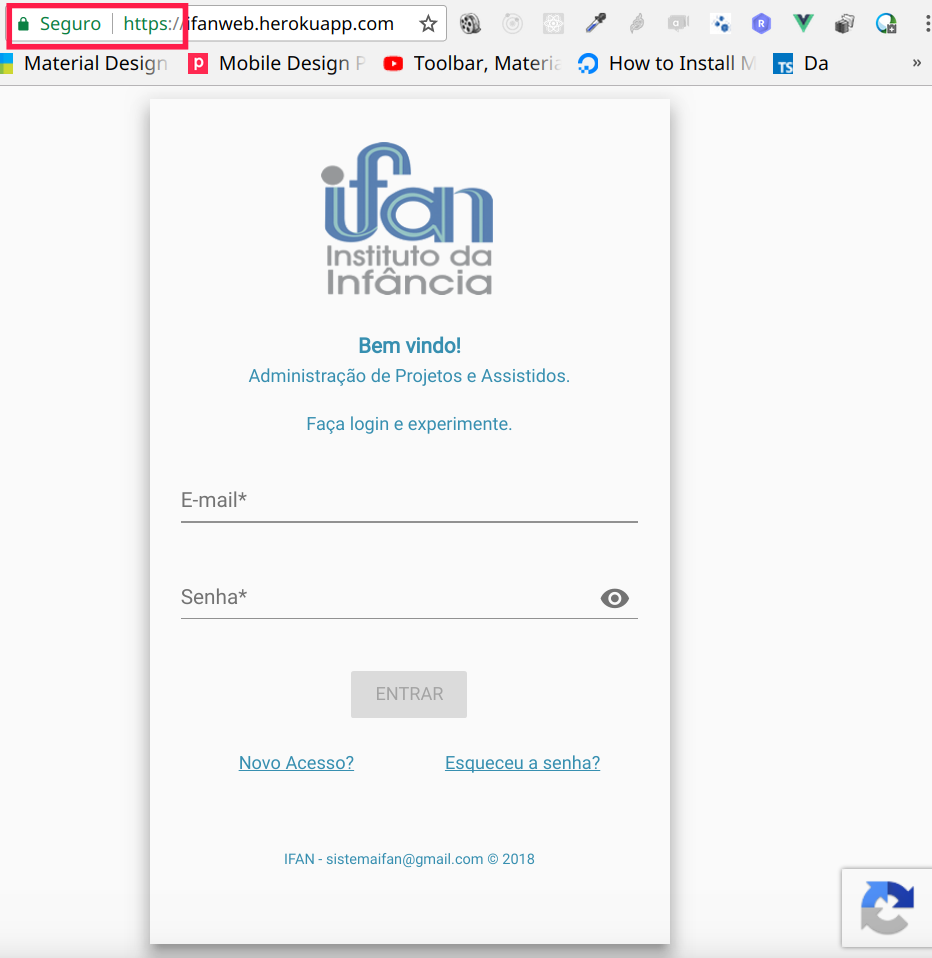 Seguro | https://ifanweb.herokuapp.com
Material Design Mobile Design P Toolbar, Materia How to Install M TS Da »
ifan
Instituto da
Infância
Bem vindo!
Administração de Projetos e Assistidos.
Faça login e experimente.
E-mail*
Senha*
ENTRAR
Novo Acesso? Esqueceu a senha?
IFAN - sistemaifan@gmail.com © 2018